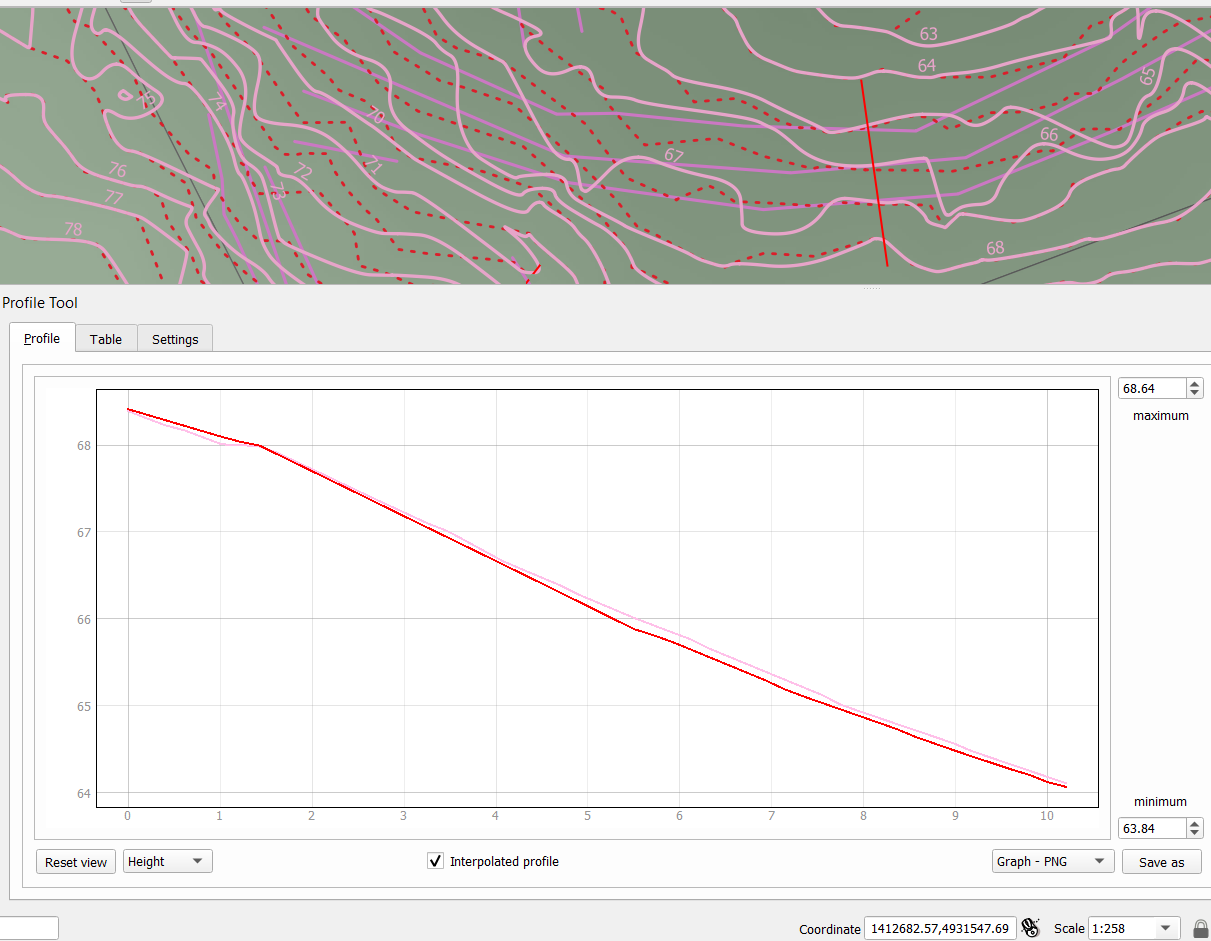 63
64
65
74
70
66
67
76
72
71
77
73
78
68
Profile Tool
Profile
Table
Settings
68.64
maximum
68
67
66
65
64
0 1 2 3 4 5 6 7 8 9 10
minimum
63.84
Reset view
Height
Interpolated profile
Graph - PNG
Save as
Coordinate 1412682.57,4931547.69 Scale 1:258